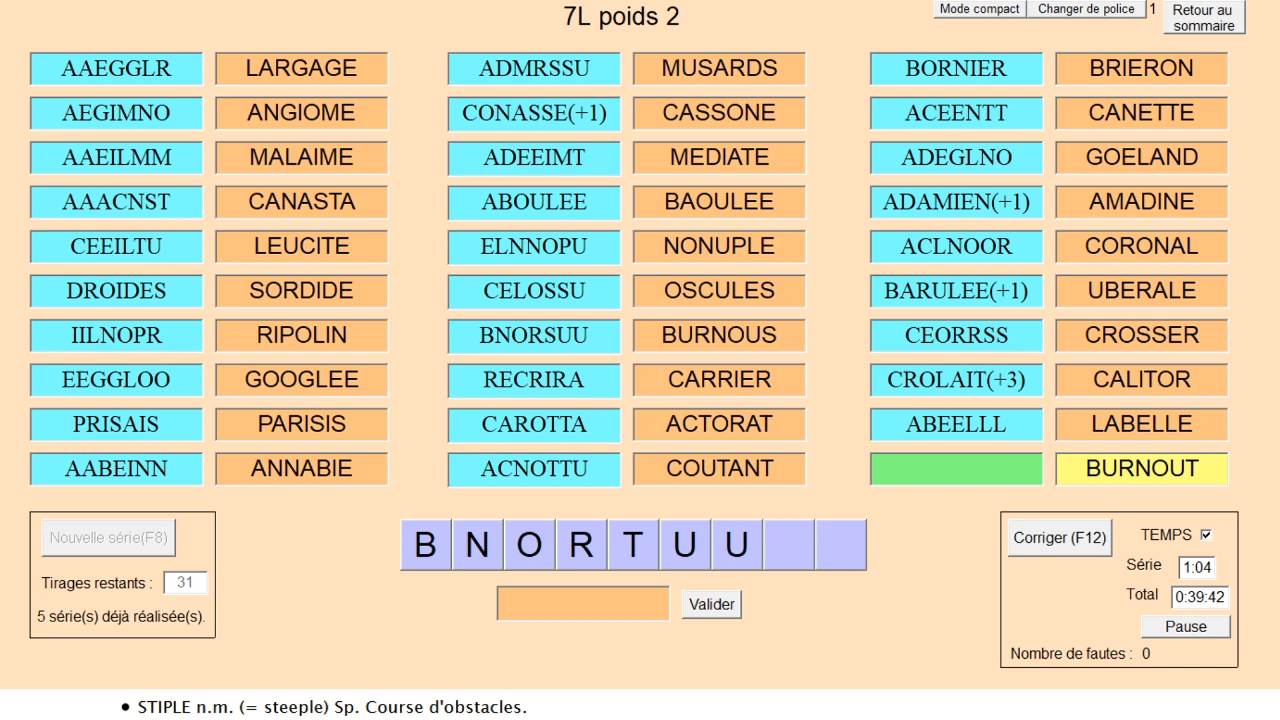 7L poids 2
Mode compact Changer de police 1 Retour au sommaire
AAEGGLR LARGAGE ADMRSSU MUSARDS BORNIER BRIERON
AEGIMNO ANGIOME CONASSE(+1) CASSONE ACEENTT CANETTE
AAEILMM MALAIME ADEEIMT MEDIATE ADEGLNO GOELAND
AAACNST CANASTA ABOULEE BAOULEE ADAMIEN(+1) AMADINE
CEEILTU LEUCITE ELNNOPU NONUPLE ACLNOOR CORONAL
DROIDES SORDIDE CELOSSU OSCULES BARULEE(+1) UBERALE
IILNOPR RIPOLIN BNORSUU BURNOUS CEORRSS CROSSER
EEGGLOO GOOGLEE RECRIRA CARRIER CROLAIT(+3) CALITOR
PRISAIS PARISIS CAROTTA ACTORAT ABEELLL LABELLE
AABEINN ANNABIE ACNOTTU COUTANT BURNOUT
Nouvelle série(F8)
Tirages restants : 31
5 série(s) déjà réalisée(s).
B N O R T U U
Valider
Corriger (F12) TEMPS
Série 1:04
Total 0:39:42
Pause
Nombre de fautes : 0
• STIPLE n.m. (= steeple) Sp. Course d'obstacles.